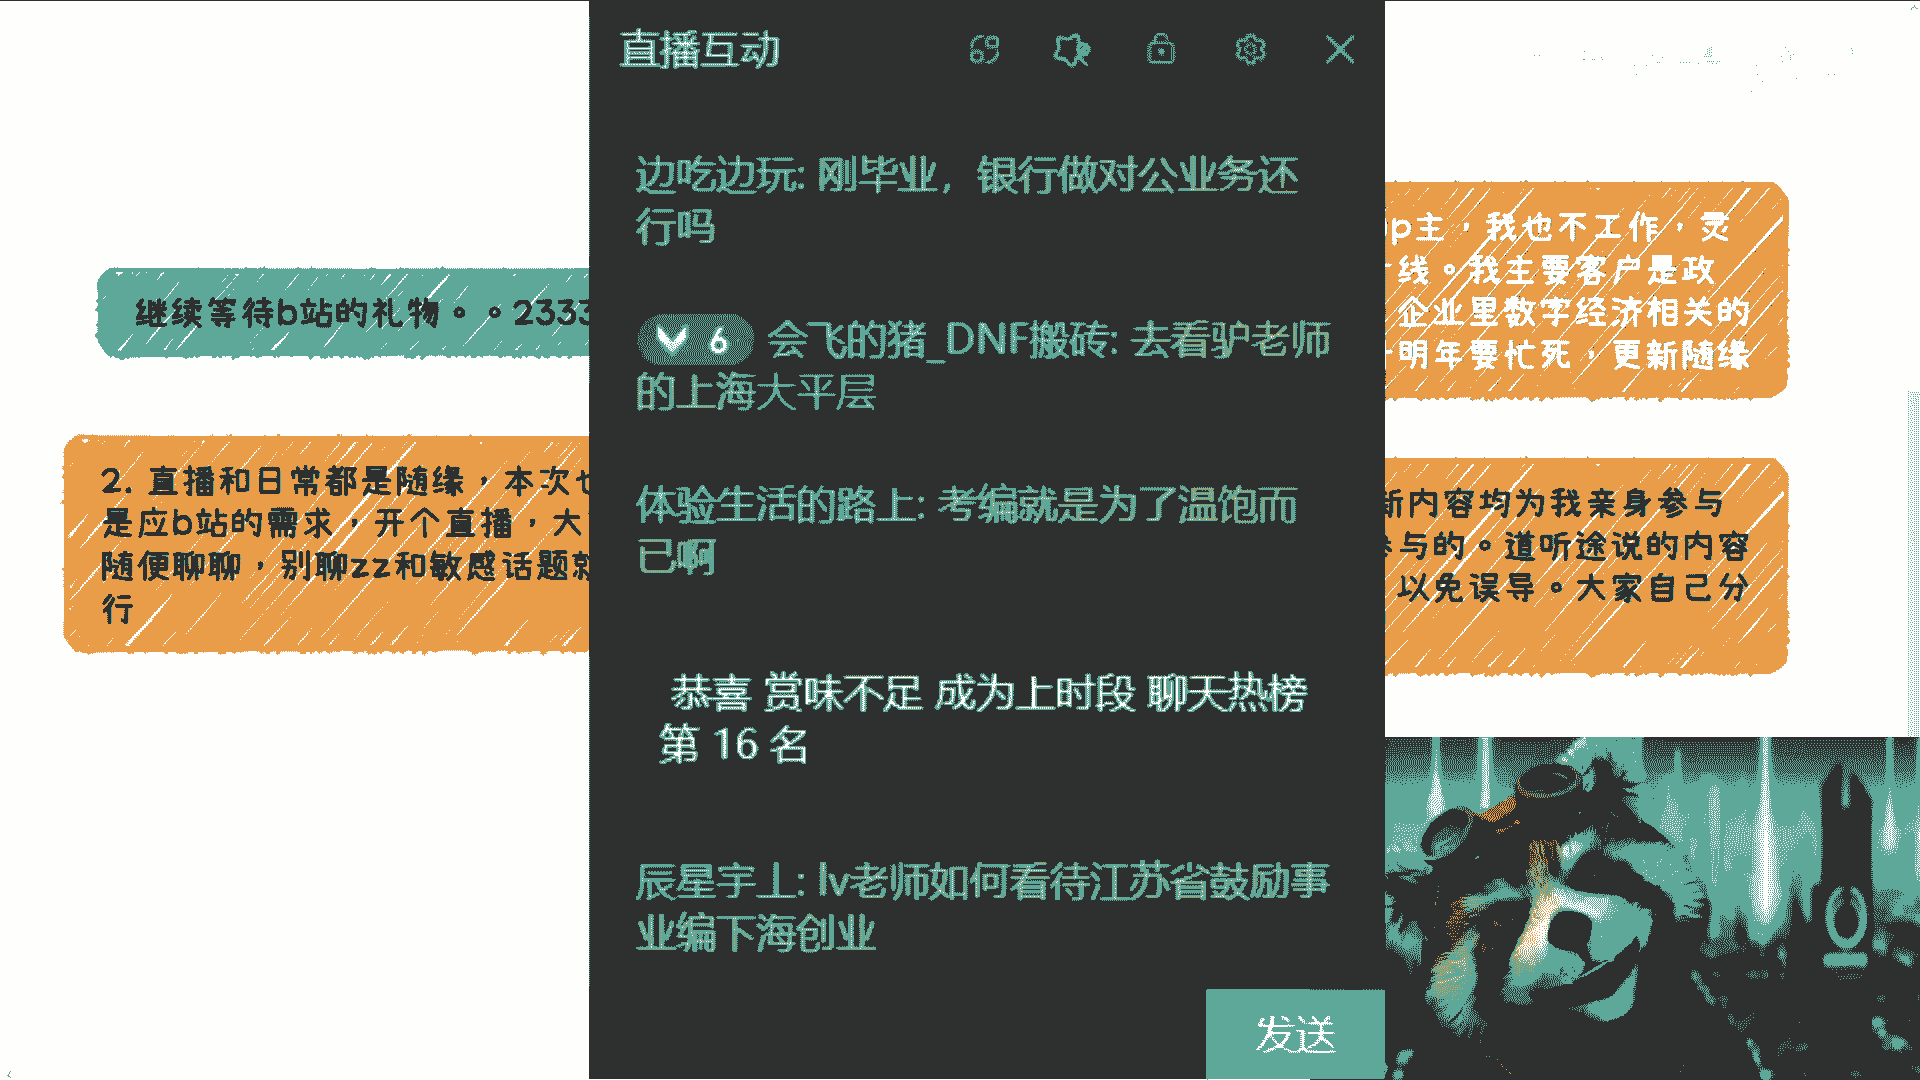 直播互动
边吃边玩: 刚毕业，银行做对公业务还
行吗
6 会飞的猪_DNF搬砖: 去看驴老师
的上海大平层
体验生活的路上: 考编就是为了温饱而
已啊
恭喜 赏味不足 成为上时段 聊天热榜
第 16 名
辰星宇上: lv老师如何看待江苏省鼓励事
业编下海创业
发送
继续等待b站的礼物。。2333
2. 直播和日常都是随缘，本次也
是应b站的需求，开个直播，大
随便聊聊，别聊zz和敏感话题就
行
up主，我也不工作，灵
线。我主要客户是政
企业里数字经济相关的
明年要忙死，更新随缘
新内容均为我亲身参与
参与的。道听途说的内容
以免误导。大家自己分